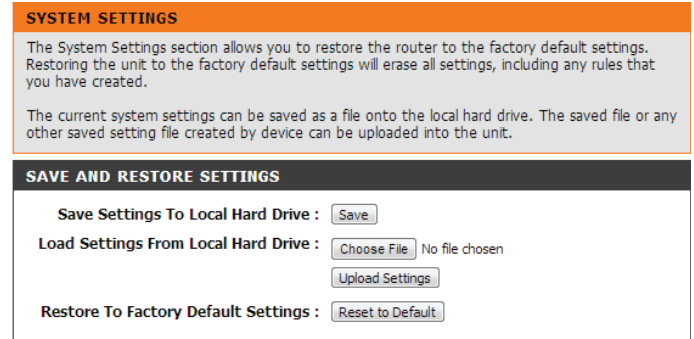 SYSTEM SETTINGS
The System Settings section allows you to restore the router to the factory default settings.
Restoring the unit to the factory default settings will erase all settings, including any rules that
you have created.
The current system settings can be saved as a file onto the local hard drive. The saved file or any
other saved setting file created by device can be uploaded into the unit.
SAVE AND RESTORE SETTINGS
Save Settings To Local Hard Drive : Save
Load Settings From Local Hard Drive : Choose File No file chosen
Upload Settings
Restore To Factory Default Settings : Reset to Default